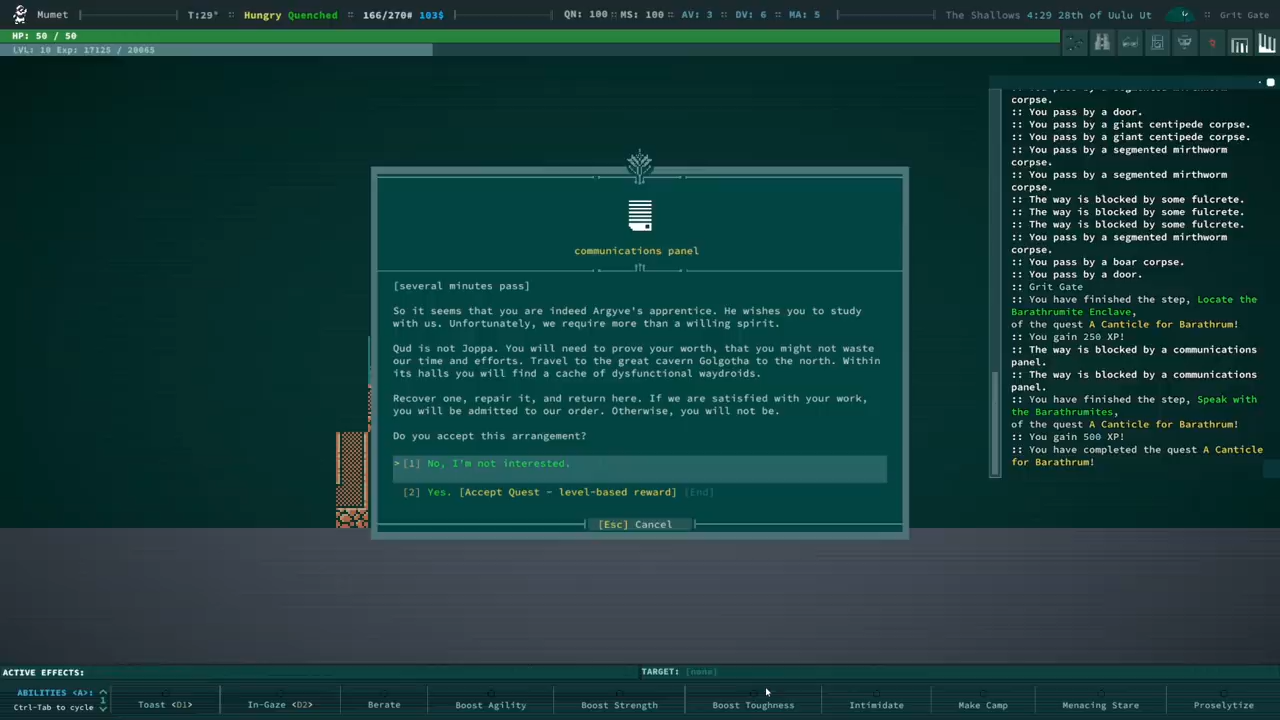 Mumet
T:29° :: Hungry Quenched :: 166/270# 103$
QN: 100 :: MS: 100 :: AV: 3 :: DV: 6 :: MA: 5
The Shallows 4:29 28th of Uulu Ut
:: Grit Gate
HP: 50 / 50
LVL: 10 Exp: 17125 / 20065
corpse.
:: You pass by a door.
:: You pass by a giant centipede corpse.
:: You pass by a giant centipede corpse.
:: You pass by a segmented mirthworm
corpse.
:: You pass by a segmented mirthworm
corpse.
:: The way is blocked by some fulcrete.
:: The way is blocked by some fulcrete.
:: The way is blocked by some fulcrete.
:: You pass by a segmented mirthworm
corpse.
:: You pass by a boar corpse.
:: You pass by a door.
:: Grit Gate
:: You have finished the step, Locate the
Barathrumite Enclave,
of the quest A Canticle for Barathrum!
:: You gain 250 XP!
:: The way is blocked by a communications
panel.
:: The way is blocked by a communications
panel.
:: You have finished the step, Speak with
the Barathrumites,
of the quest A Canticle for Barathrum!
:: You gain 500 XP!
:: You have completed the quest A Canticle
for Barathrum!
communications panel
[several minutes pass]
So it seems that you are indeed Argyve's apprentice. He wishes you to study
with us. Unfortunately, we require more than a willing spirit.
Qud is not Joppa. You will need to prove your worth, that you might not waste
our time and efforts. Travel to the great cavern Golgotha to the north. Within
its halls you will find a cache of dysfunctional waydroids.
Recover one, repair it, and return here. If we are satisfied with your work,
you will be admitted to our order. Otherwise, you will not be.
Do you accept this arrangement?
>[1] No, I'm not interested.
[2] Yes. [Accept Quest - level-based reward] [End]
[Esc] Cancel
ACTIVE EFFECTS:
TARGET: [none]
ABILITIES <A>:
Ctrl-Tab to cycle
1
Toast <D1>
In-Gaze <D2>
Berate
Boost Agility
Boost Strength
Boost Toughness
Intimidate
Make Camp
Menacing Stare
Proselytize